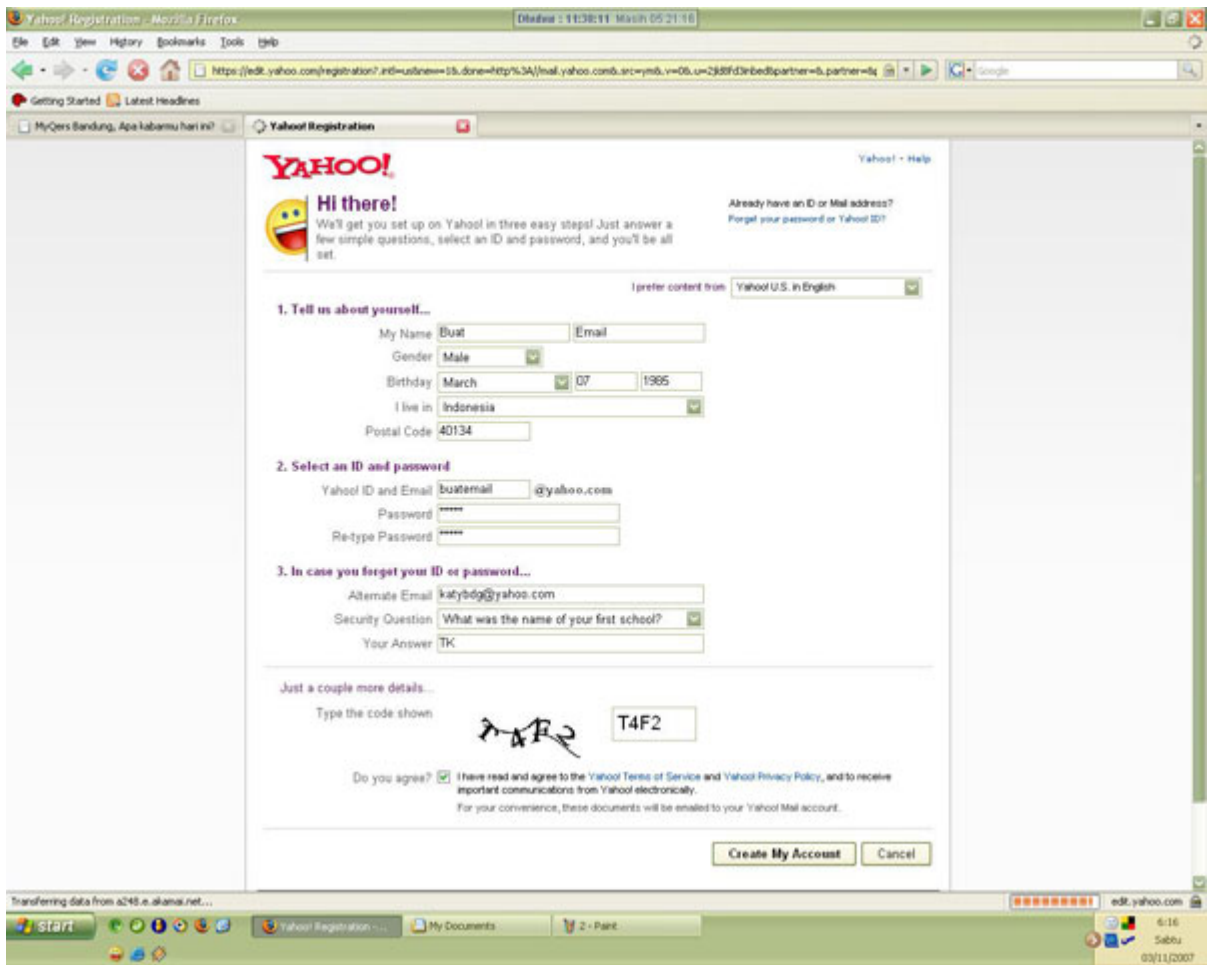 Yahoo! Registration - Mozilla Firefox
11:38:11 Masih 05:21:16
File Edit View History Bookmarks Tools Help
Google
Getting Started Latest Headlines
MyQers Bandung, Apa kabarmu hari ini? Yahoo! Registration
YAHOO!
Yahoo! - Help
Hi there!
We'll get you set up on Yahoo! in three easy steps! Just answer a
few simple questions, select an ID and password, and you'll be all
set.
Already have an ID or Mail address?
Forget your password or Yahoo! ID?
I prefer content from Yahoo! U.S. in English
1. Tell us about yourself...
My Name Buat Email
Gender Male
Birthday March 07 1985
I live in Indonesia
Postal Code 40134
2. Select an ID and password
Yahoo! ID and Email buatemail @yahoo.com
Password *****
Re-type Password *****
3. In case you forget your ID or password...
Alternate Email katybdg@yahoo.com
Security Question What was the name of your first school?
Your Answer TK
Just a couple more details...
Type the code shown T4F2 T4F2
Do you agree? I have read and agree to the Yahoo! Terms of Service and Yahoo! Privacy Policy, and to receive
important communications from Yahoo! electronically.
For your convenience, these documents will be emailed to your Yahoo! Mail account.
Create My Account Cancel
Transferring data from a248.e.akamai.net...
edit.yahoo.com
start Yahoo! Registration -... My Documents 2 - Paint
6:16
Sabtu
03/11/2007